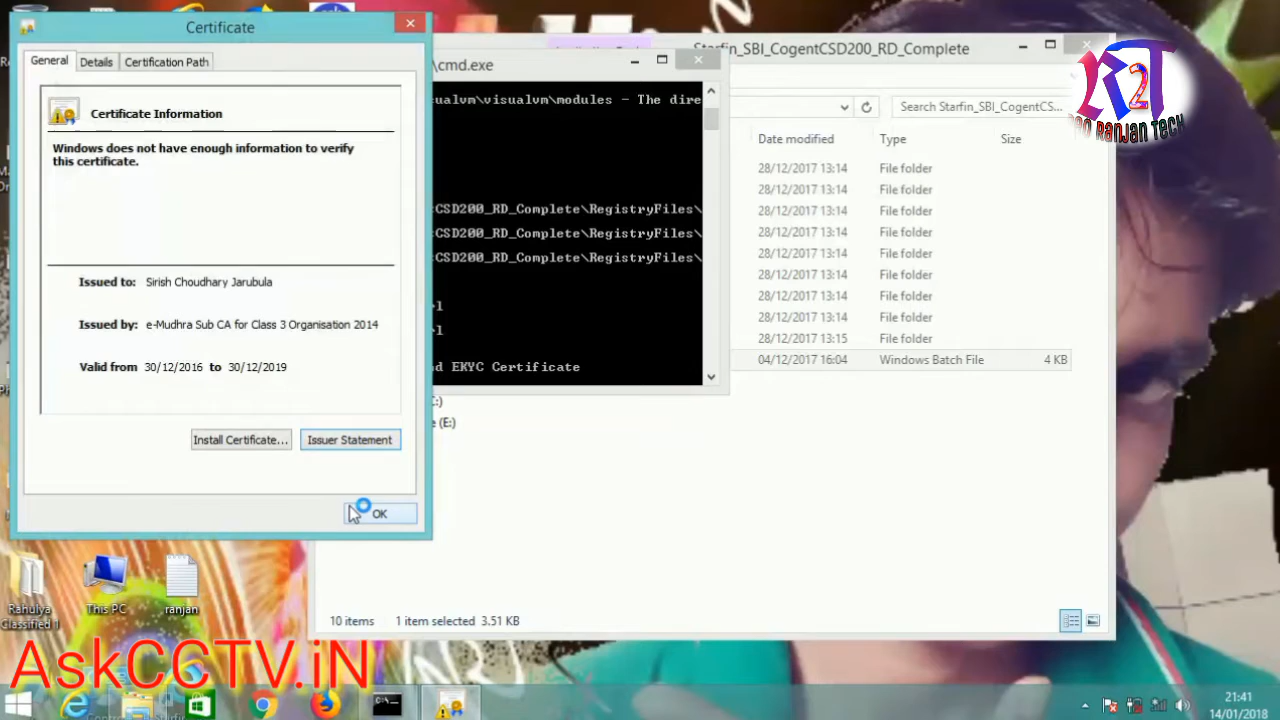 Certificate
General
Details
Certification Path
Certificate Information
Windows does not have enough information to verify
this certificate.
Issued to: Sirish Choudhary Jarubula
Issued by: e-Mudhra Sub CA for Class 3 Organisation 2014
Valid from 30/12/2016 to 30/12/2019
Install Certificate...
Issuer Statement
OK
\cmd.exe
ualvm\visualvm\modules - The dire
CSD200_RD_Complete\RegistryFiles\
CSD200_RD_Complete\RegistryFiles\
CSD200_RD_Complete\RegistryFiles\
d EKYC Certificate
Starfin_SBI_CogentCSD200_RD_Complete
Search Starfin_SBI_CogentCS...
Date modified
Type
Size
28/12/2017 13:14 File folder
28/12/2017 13:14 File folder
28/12/2017 13:14 File folder
28/12/2017 13:14 File folder
28/12/2017 13:14 File folder
28/12/2017 13:14 File folder
28/12/2017 13:14 File folder
28/12/2017 13:14 File folder
28/12/2017 13:15 File folder
04/12/2017 16:04 Windows Batch File 4 KB
:)
e (E:)
10 items 1 item selected 3.51 KB
R2T
RANJAN TECH
Rahulya
Classified 1
This PC
ranjan
AskCCTV.iN
21:41
14/01/2018